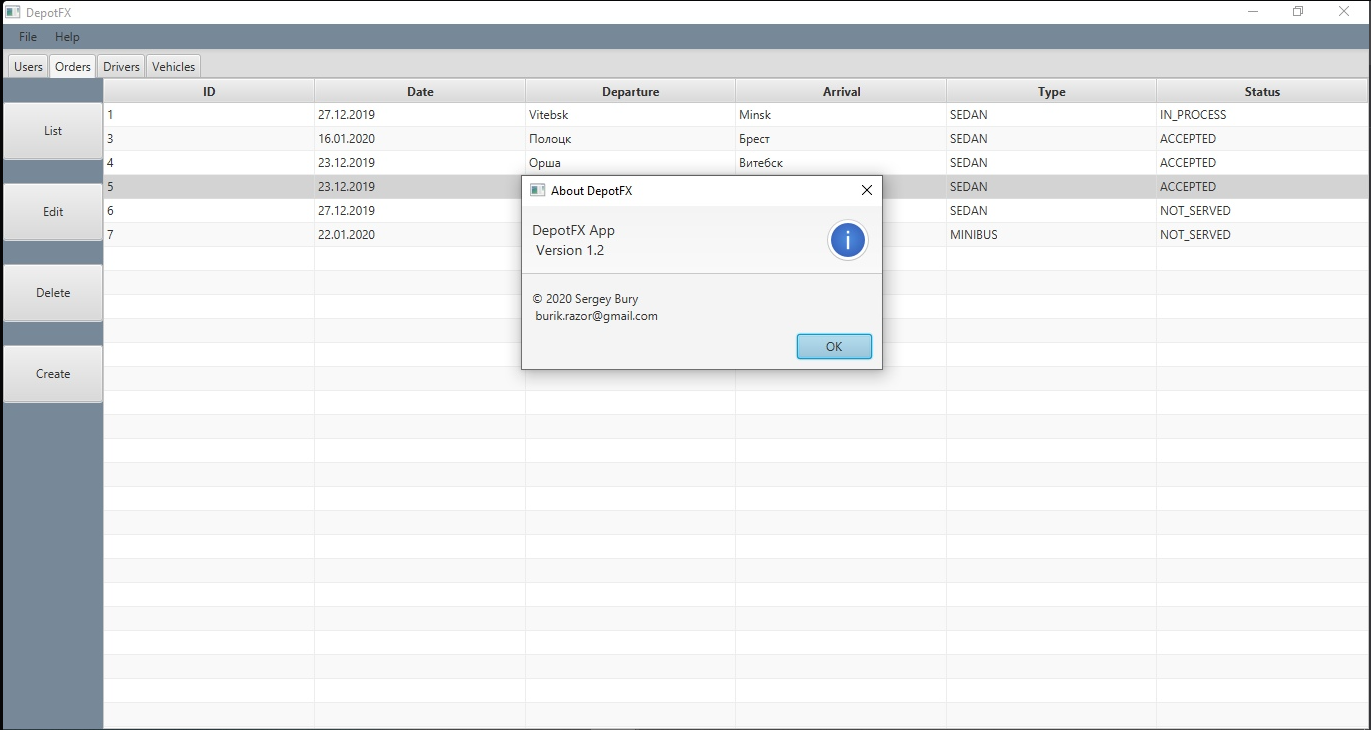 DepotFX
File Help
Users Orders Drivers Vehicles
ID Date Departure Arrival Type Status
1 27.12.2019 Vitebsk Minsk SEDAN IN_PROCESS
3 16.01.2020 Полоцк Брест SEDAN ACCEPTED
4 23.12.2019 Орша Витебск SEDAN ACCEPTED
5 23.12.2019 SEDAN ACCEPTED
6 27.12.2019 SEDAN NOT_SERVED
7 22.01.2020 MINIBUS NOT_SERVED
List
Edit
Delete
Create
About DepotFX
DepotFX App
Version 1.2
© 2020 Sergey Bury
burik.razor@gmail.com
OK